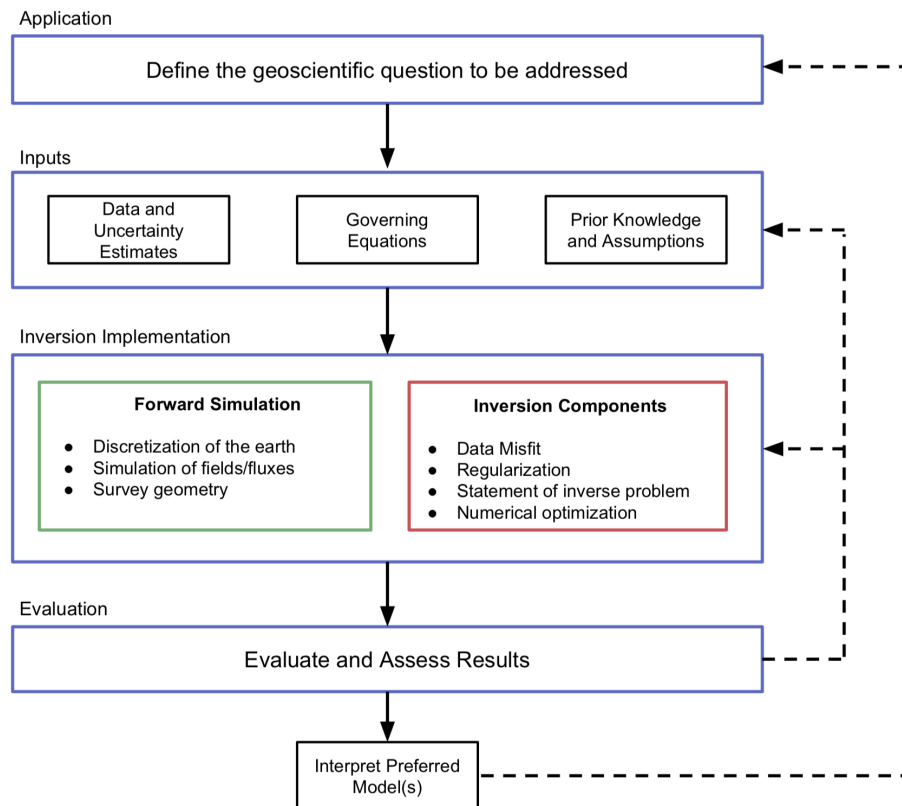 Application
Define the geoscientific question to be addressed
Inputs
Data and
Uncertainty
Estimates
Governing
Equations
Prior Knowledge
and Assumptions
Inversion Implementation
Forward Simulation
● Discretization of the earth
● Simulation of fields/fluxes
● Survey geometry
Inversion Components
● Data Misfit
● Regularization
● Statement of inverse problem
● Numerical optimization
Evaluation
Evaluate and Assess Results
Interpret Preferred
Model(s)